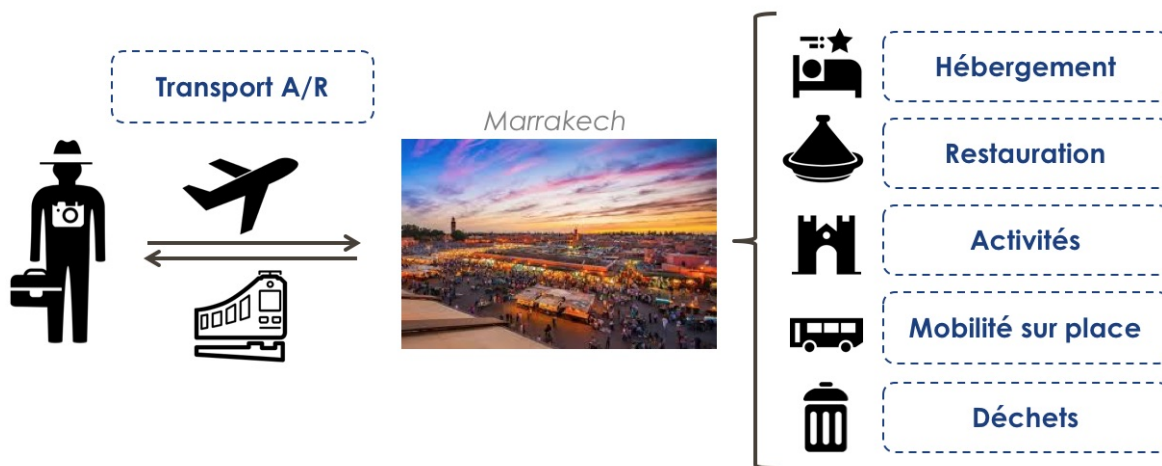 Transport A/R
Marrakech
Hébergement
Restauration
Activités
Mobilité sur place
Déchets